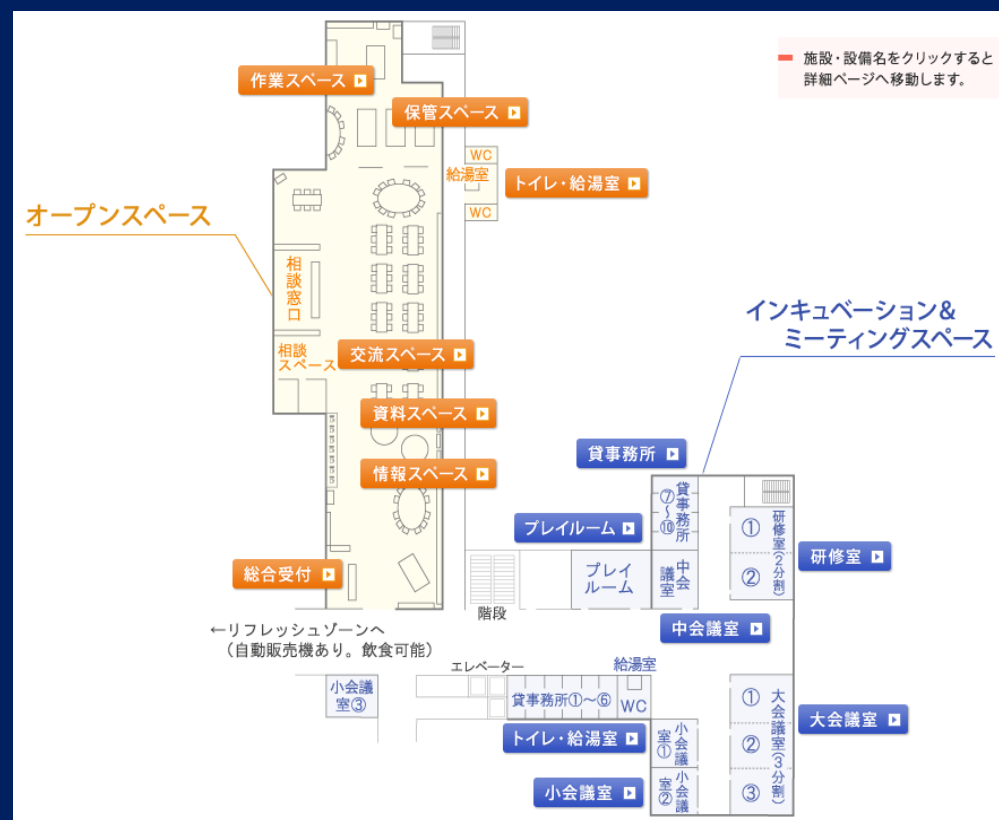 施設・設備名をクリックすると
詳細ページへ移動します。
作業スペース
保管スペース
WC
給湯室
トイレ・給湯室
WC
オープンスペース
相談窓口
相談
スペース
交流スペース
資料スペース
情報スペース
総合受付
インキュベーション&
ミーティングスペース
貸事務所
貸事務所
⑦～⑩
プレイルーム
プレイ
ルーム
中会
議室
① 研修室(2分割)
②
研修室
中会議室
階段
←リフレッシュゾーンへ
(自動販売機あり。飲食可能)
エレベーター
給湯室
小会議
室③
貸事務所①～⑥
WC
トイレ・給湯室
小会議
室①
小会議室
小会議
室②
① 大会議室(3分割)
②
③
大会議室